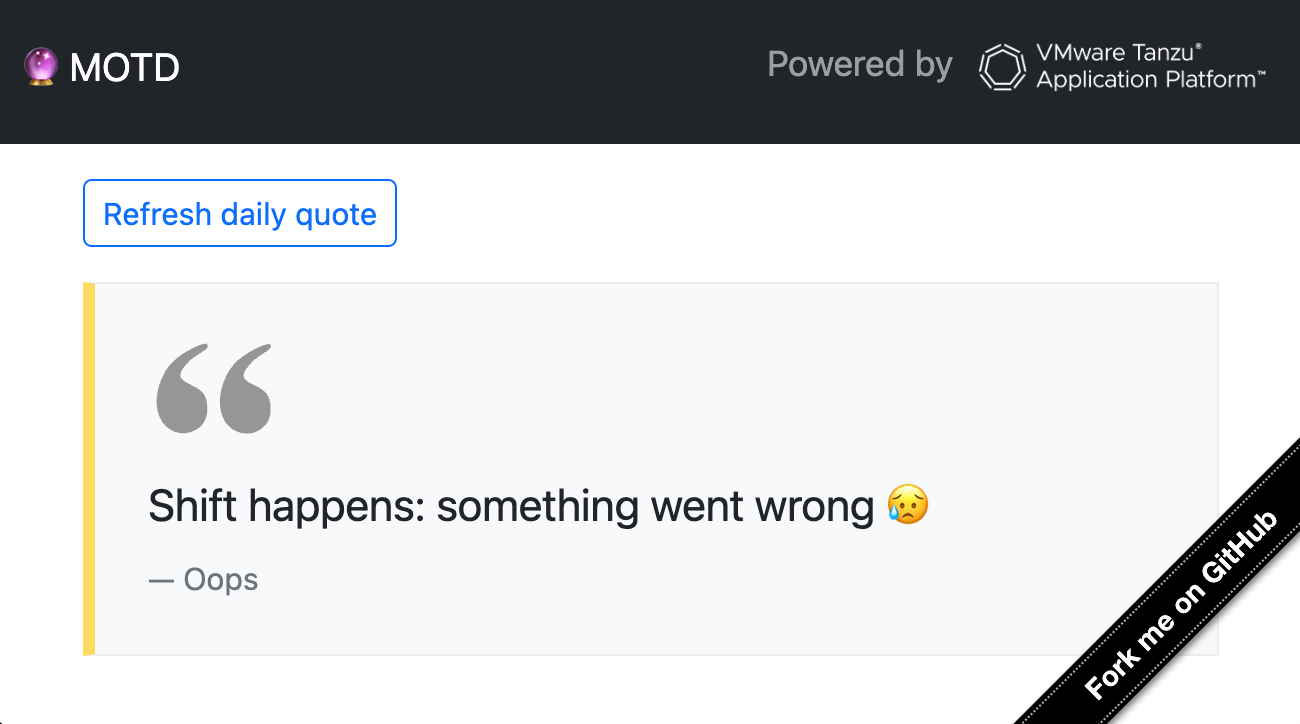 🔮 MOTD
Powered by
VMware Tanzu®
Application Platform™
Refresh daily quote
“
Shift happens: something went wrong 😥
— Oops
Fork me on GitHub